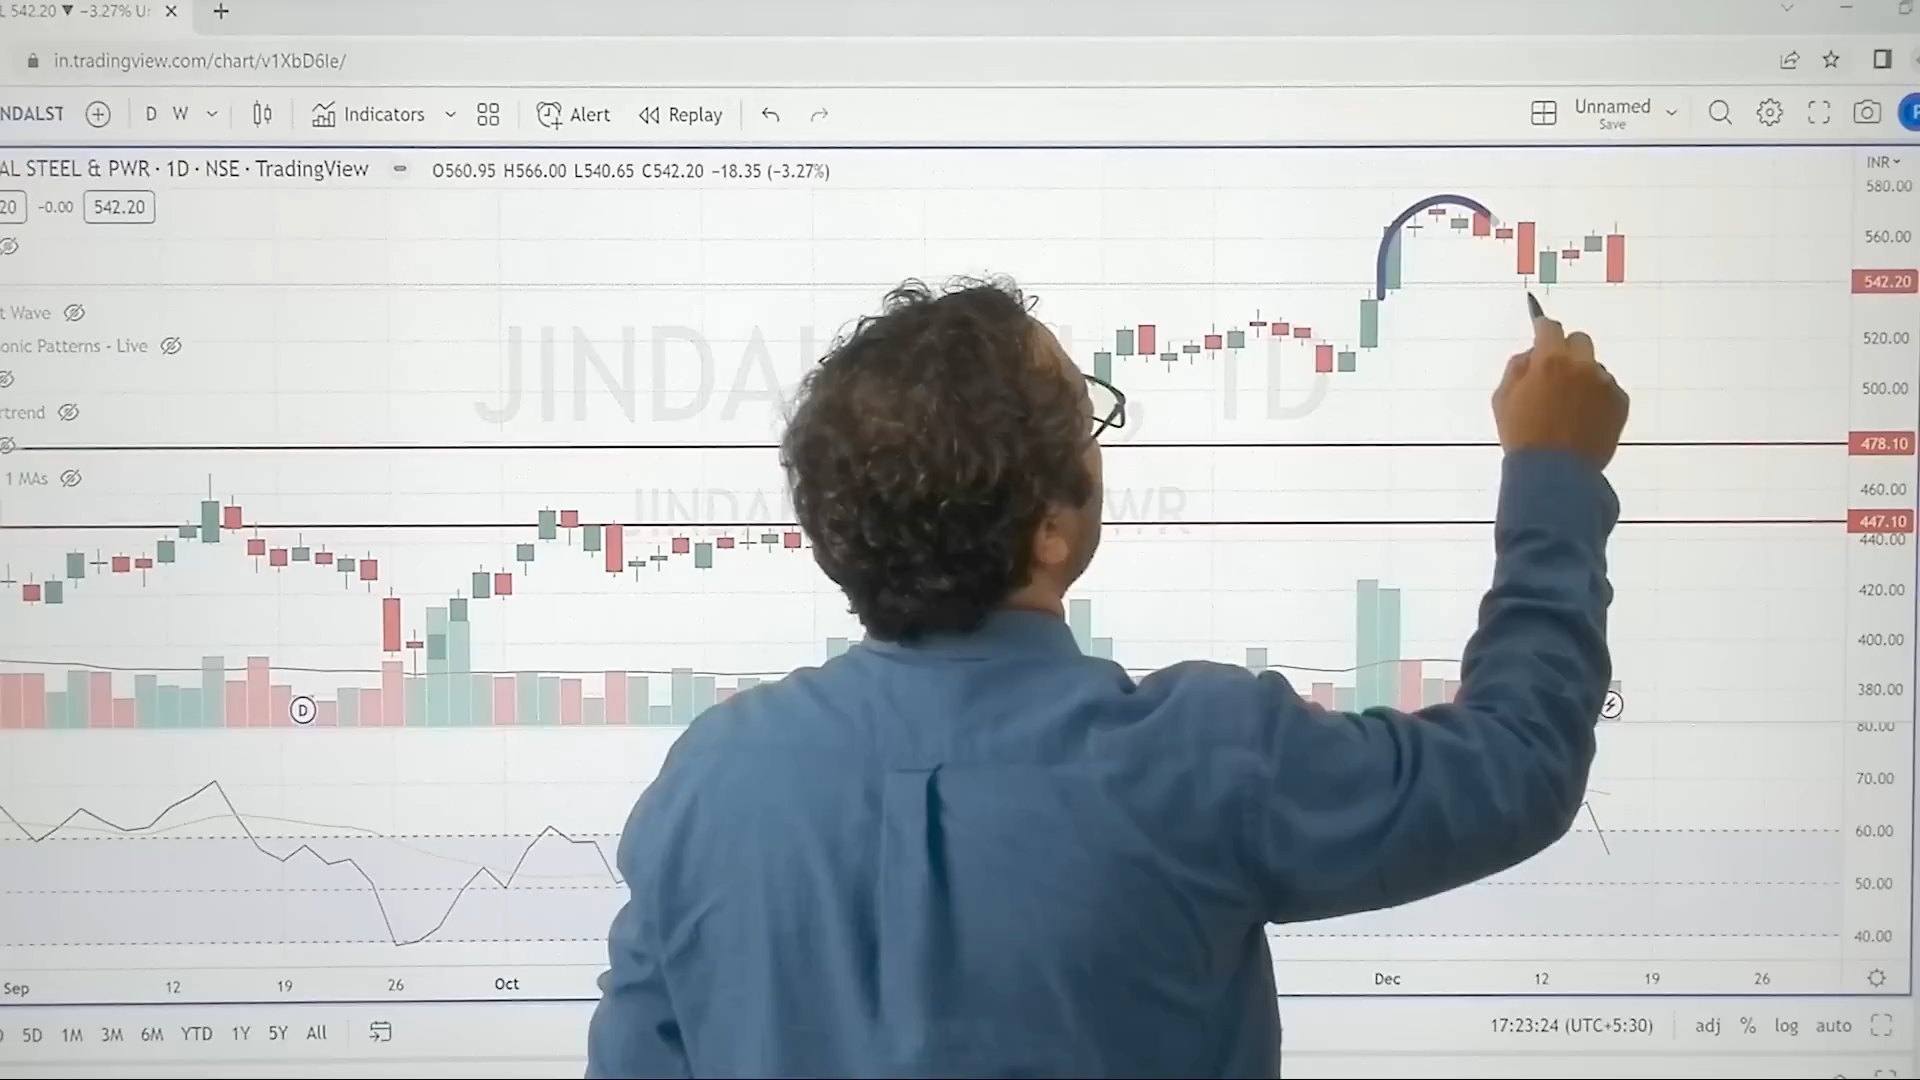 L 542.20 ▼ −3.27%
in.tradingview.com/chart/v1XbD6Ie/
NDALST D W Indicators Alert Replay Unnamed
Save
AL STEEL & PWR · 1D · NSE · TradingView O560.95 H566.00 L540.65 C542.20 −18.35 (−3.27%)
INR
20 -0.00 542.20
580.00
560.00
542.20
520.00
500.00
478.10
460.00
447.10
440.00
420.00
400.00
380.00
80.00
70.00
60.00
50.00
40.00
t Wave
onic Patterns - Live
rtrend
1 MAs
JINDA , 1D
JINDA WR
D
Sep 12 19 26 Oct Dec 12 19 26
5D 1M 3M 6M YTD 1Y 5Y All 17:23:24 (UTC+5:30) adj % log auto